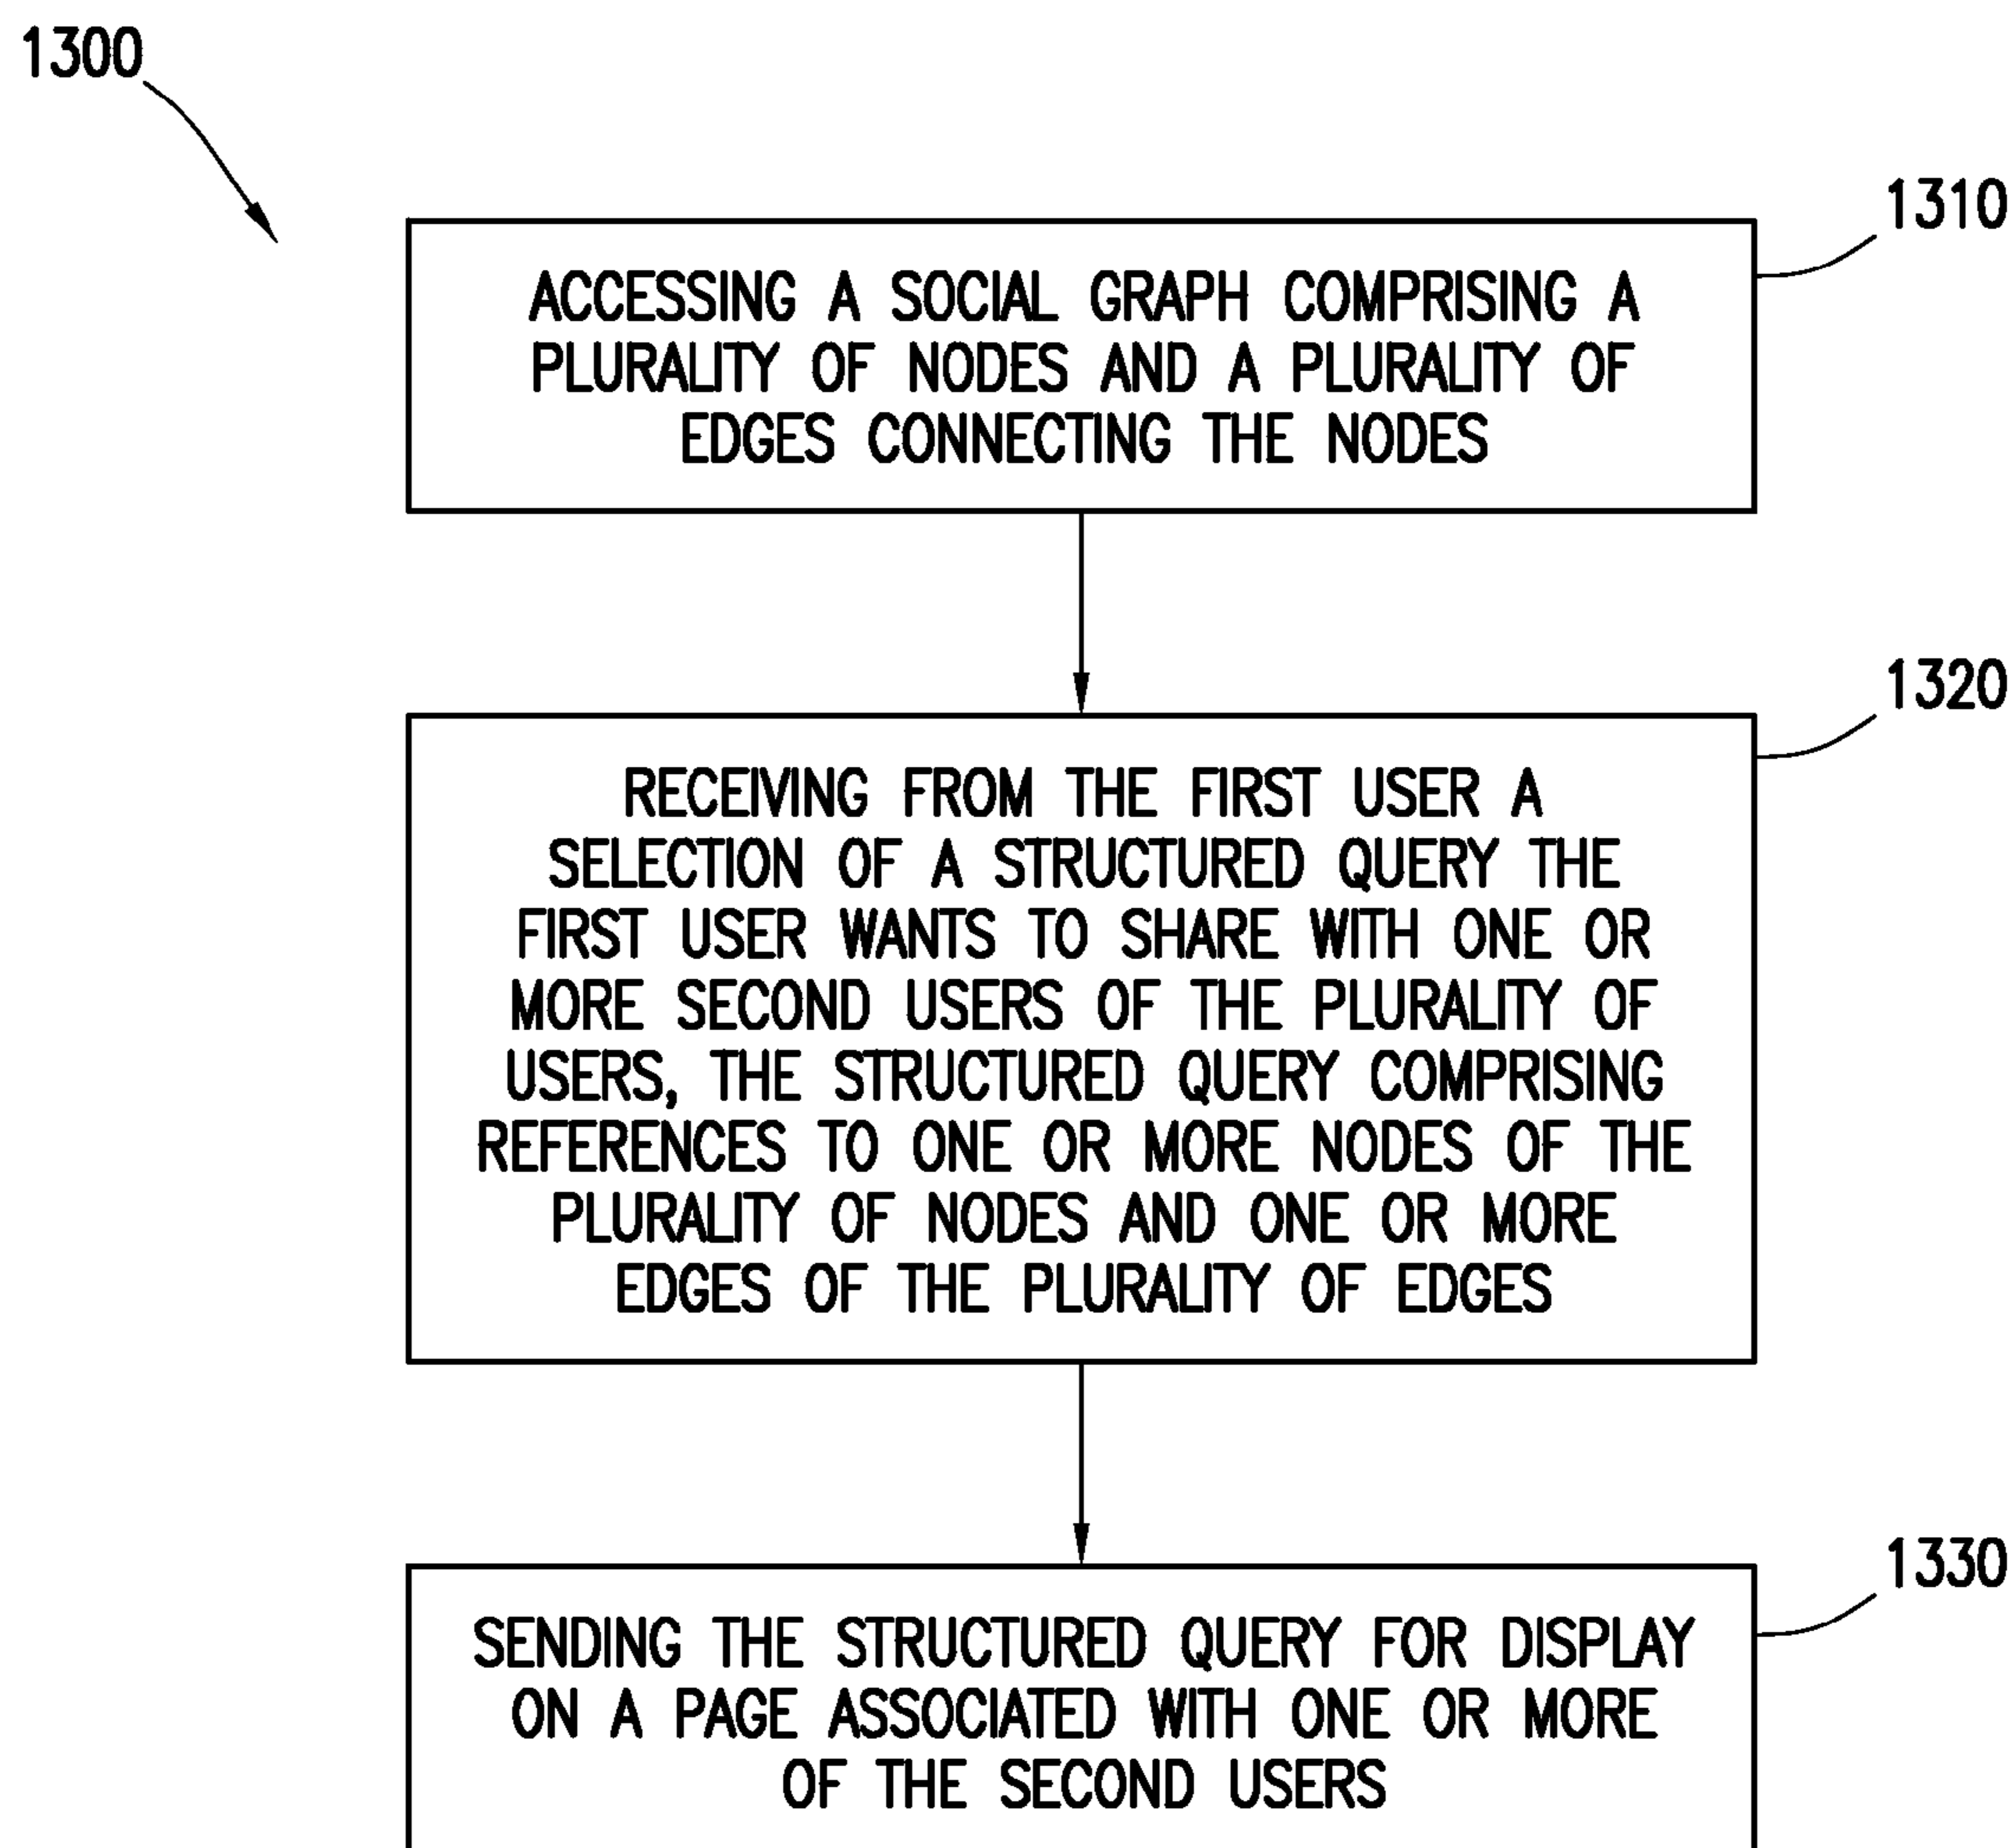 1300
1310
ACCESSING A SOCIAL GRAPH COMPRISING A
PLURALITY OF NODES AND A PLURALITY OF
EDGES CONNECTING THE NODES
1320
RECEIVING FROM THE FIRST USER A
SELECTION OF A STRUCTURED QUERY THE
FIRST USER WANTS TO SHARE WITH ONE OR
MORE SECOND USERS OF THE PLURALITY OF
USERS, THE STRUCTURED QUERY COMPRISING
REFERENCES TO ONE OR MORE NODES OF THE
PLURALITY OF NODES AND ONE OR MORE
EDGES OF THE PLURALITY OF EDGES
1330
SENDING THE STRUCTURED QUERY FOR DISPLAY
ON A PAGE ASSOCIATED WITH ONE OR MORE
OF THE SECOND USERS